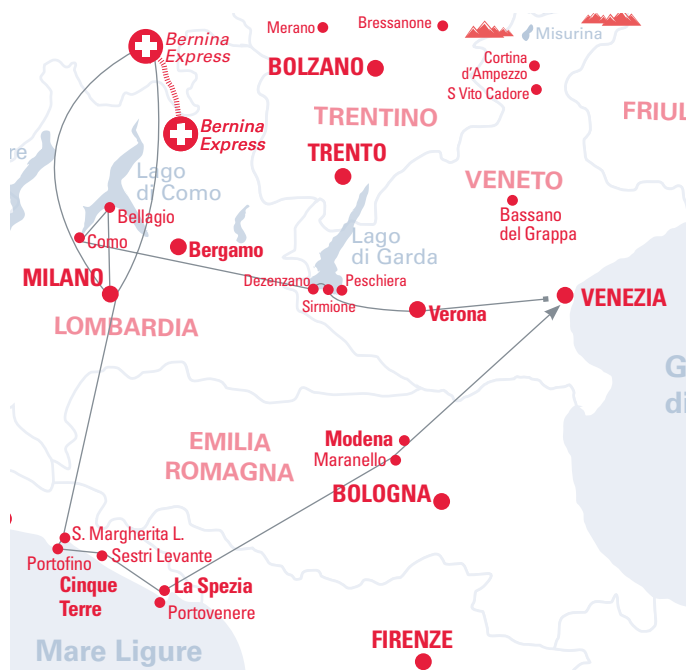 Bernina
Express
Merano
Bressanone
Misurina
BOLZANO
Cortina
d'Ampezzo
S Vito Cadore
TRENTINO
FRIUL
Bernina
Express
re
Lago
di Como
TRENTO
VENETO
Bassano
del Grappa
Bellagio
Como
Bergamo
Lago
di Garda
MILANO
Dezenzano
Peschiera
Sirmione
Verona
VENEZIA
LOMBARDIA
G
di
EMILIA
ROMAGNA
Modena
Maranello
BOLOGNA
S. Margherita L.
Portofino
Sestri Levante
Cinque
Terre
La Spezia
Portovenere
Mare Ligure
FIRENZE